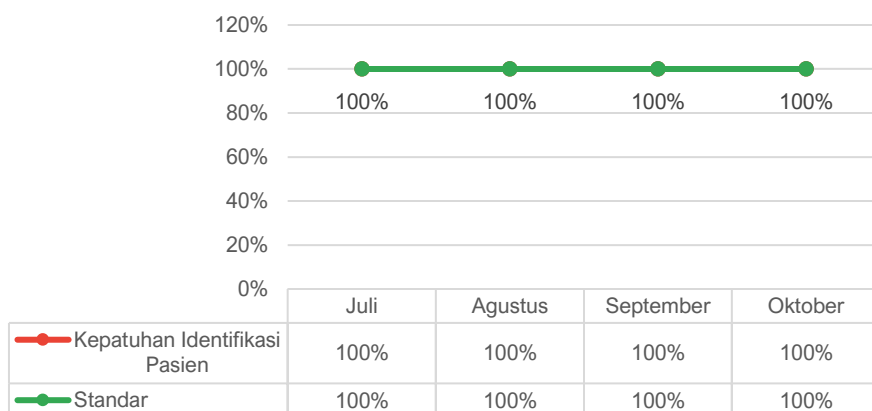 120%
100%
100% 100% 100% 100%
80%
60%
40%
20%
0%
Juli Agustus September Oktober
Kepatuhan Identifikasi
Pasien
100% 100% 100% 100%
Standar 100% 100% 100% 100%